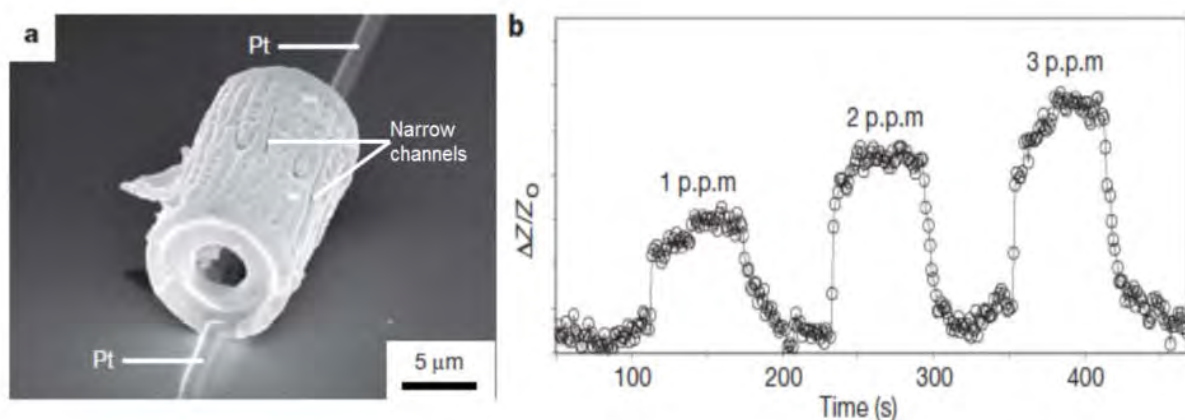 a
Pt
Narrow
channels
Pt
5 μm
b
ΔZ/Z₀
1 p.p.m
2 p.p.m
3 p.p.m
100
200
300
400
Time (s)